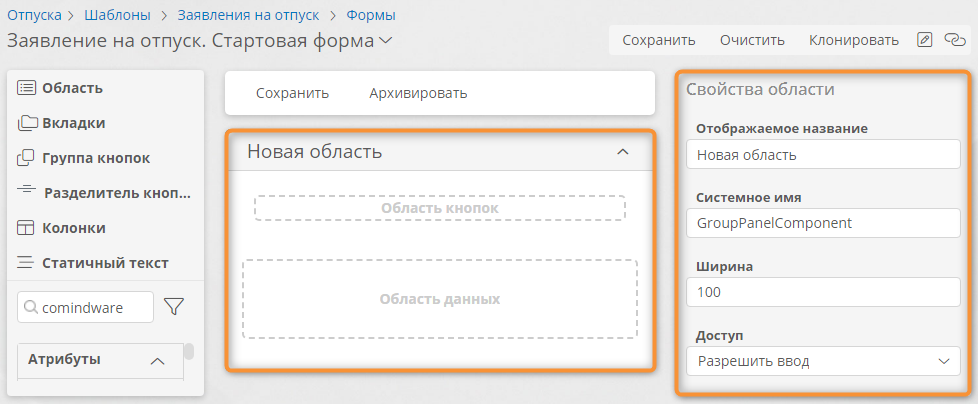 Отпуска > Шаблоны > Заявления на отпуск > Формы
Заявление на отпуск. Стартовая форма
Сохранить Очистить Клонировать
Область
Вкладки
Группа кнопок
Разделитель кноп...
Колонки
Статичный текст
comindware
Атрибуты
Сохранить Архивировать
Новая область
Область кнопок
Область данных
Свойства области
Отображаемое название
Новая область
Системное имя
GroupPanelComponent
Ширина
100
Доступ
Разрешить ввод